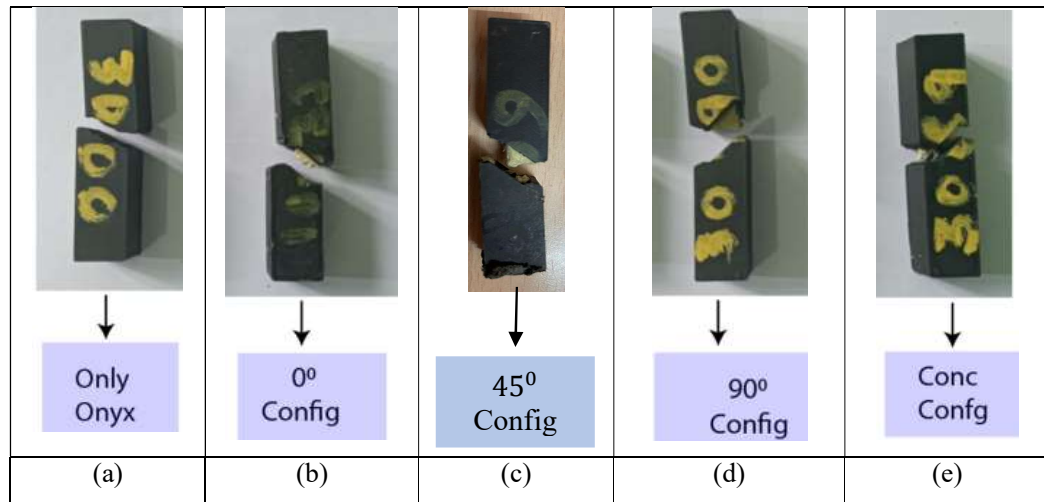 Only
Onyx
0⁰
Config
45⁰
Config
90⁰
Config
Conc
Confg
(a)
(b)
(c)
(d)
(e)